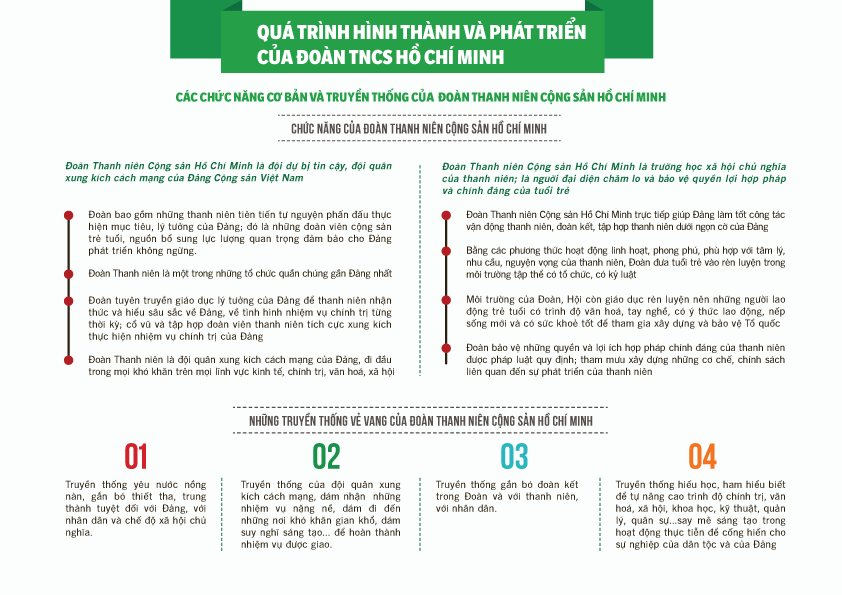 QUÁ TRÌNH HÌNH THÀNH VÀ PHÁT TRIỂN
CỦA ĐOÀN TNCS HỒ CHÍ MINH
CÁC CHỨC NĂNG CƠ BẢN VÀ TRUYỀN THỐNG CỦA ĐOÀN THANH NIÊN CỘNG SẢN HỒ CHÍ MINH
CHỨC NĂNG CỦA ĐOÀN THANH NIÊN CỘNG SẢN HỒ CHÍ MINH
Đoàn Thanh niên Cộng sản Hồ Chí Minh là đội dự bị tin cậy, đội quân
xung kích cách mạng của Đảng Cộng sản Việt Nam
Đoàn bao gồm những thanh niên tiên tiến tự nguyện phấn đấu thực
hiện mục tiêu, lý tưởng của Đảng; đó là những đoàn viên cộng sản
trẻ tuổi, nguồn bổ sung lực lượng quan trọng đảm bảo cho Đảng
phát triển không ngừng.
Đoàn Thanh niên là một trong những tổ chức quần chúng gần Đảng nhất
Đoàn tuyên truyền giáo dục lý tưởng của Đảng để thanh niên nhận
thức và hiểu sâu sắc về Đảng, về tình hình nhiệm vụ chính trị từng
thời kỳ; cổ vũ và tập hợp đoàn viên thanh niên tích cực xung kích
thực hiện nhiệm vụ chính trị của Đảng
Đoàn Thanh niên là đội quân xung kích cách mạng của Đảng, đi đầu
trong mọi khó khăn trên mọi lĩnh vực kinh tế, chính trị, văn hoá, xã hội
Đoàn Thanh niên Cộng sản Hồ Chí Minh là trường học xã hội chủ nghĩa
của thanh niên; là người đại diện chăm lo và bảo vệ quyền lợi hợp pháp
và chính đáng của tuổi trẻ
Đoàn Thanh niên Cộng sản Hồ Chí Minh trực tiếp giúp Đảng làm tốt công tác
vận động thanh niên, đoàn kết, tập hợp thanh niên dưới ngọn cờ của Đảng
Bằng các phương thức hoạt động linh hoạt, phong phú, phù hợp với tâm lý,
nhu cầu, nguyện vọng của thanh niên, Đoàn đưa tuổi trẻ vào rèn luyện trong
môi trường tập thể có tổ chức, có kỷ luật
Môi trường của Đoàn, Hội còn giáo dục rèn luyện nên những người lao
động trẻ tuổi có trình độ văn hoá, tay nghề, có ý thức lao động, nếp
sống mới và có sức khoẻ tốt để tham gia xây dựng và bảo vệ Tổ quốc
Đoàn bảo vệ những quyền và lợi ích hợp pháp chính đáng của thanh niên
được pháp luật quy định; tham mưu xây dựng những cơ chế, chính sách
liên quan đến sự phát triển của thanh niên
NHỮNG TRUYỀN THỐNG VẺ VANG CỦA ĐOÀN THANH NIÊN CỘNG SẢN HỒ CHÍ MINH
01
Truyền thống yêu nước nồng
nàn, gắn bó thiết tha, trung
thành tuyệt đối với Đảng, với
nhân dân và chế độ xã hội chủ
nghĩa.
02
Truyền thống của đội quân xung
kích cách mạng, dám nhận những
nhiệm vụ nặng nề, dám đi đến
những nơi khó khăn gian khổ, dám
suy nghĩ sáng tạo... để hoàn thành
nhiệm vụ được giao.
03
Truyền thống gắn bó đoàn kết
trong Đoàn và với thanh niên,
với nhân dân.
04
Truyền thống hiếu học, ham hiểu biết
để tự nâng cao trình độ chính trị, văn
hoá, xã hội, khoa học, kỹ thuật, quản
lý, quân sự...say mê sáng tạo trong
hoạt động thực tiễn để cống hiến cho
sự nghiệp của dân tộc và của Đảng